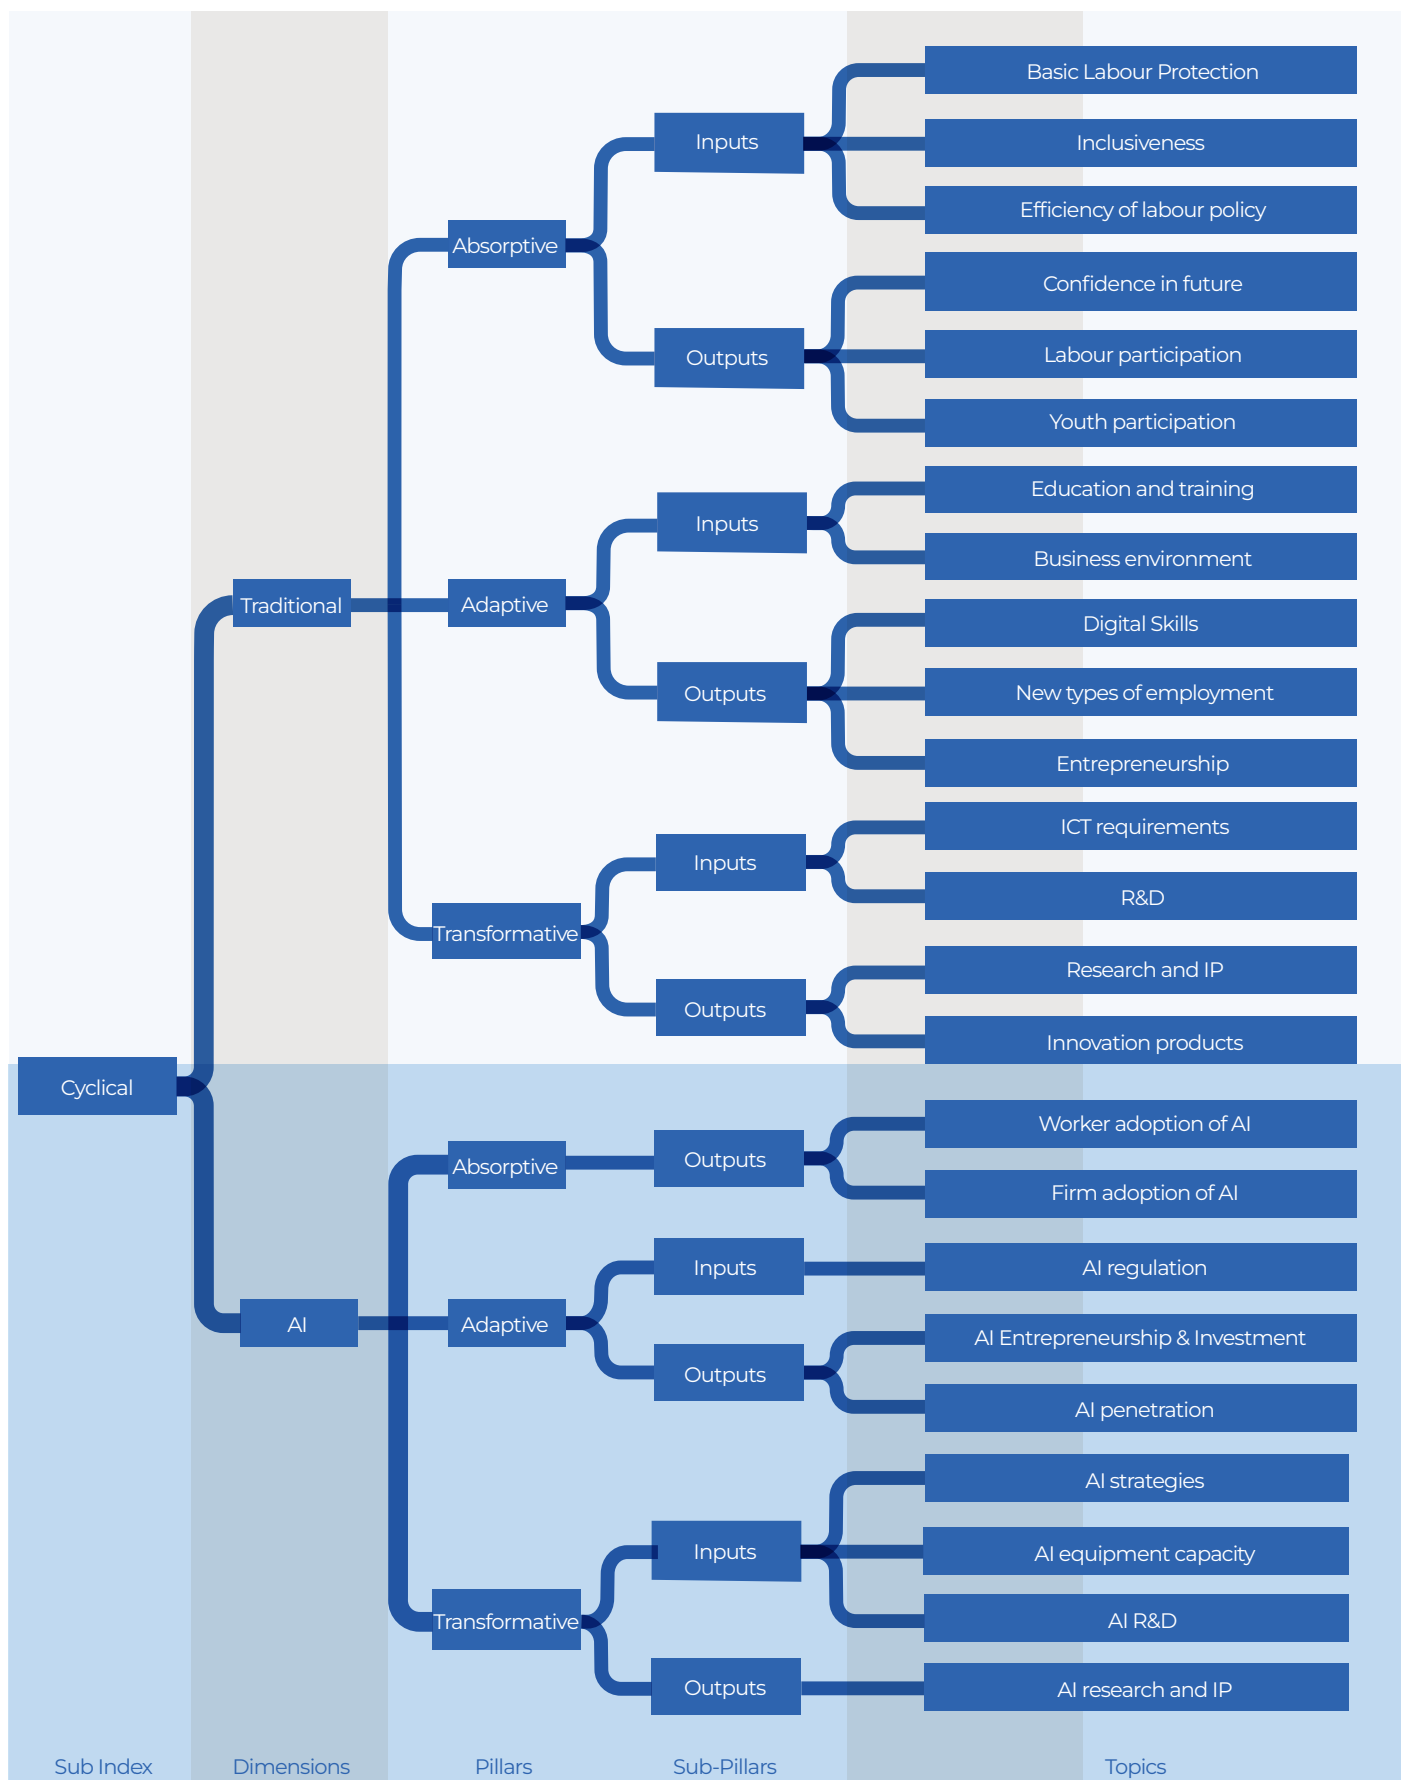 Basic Labour Protection
Inputs
Inclusiveness
Efficiency of labour policy
Absorptive
Confidence in future
Outputs
Labour participation
Youth participation
Education and training
Inputs
Business environment
Traditional
Adaptive
Digital Skills
Outputs
New types of employment
Entrepreneurship
ICT requirements
Inputs
R&D
Transformative
Research and IP
Outputs
Innovation products
Cyclical
Worker adoption of AI
Absorptive
Outputs
Firm adoption of AI
Inputs
AI regulation
AI
Adaptive
AI Entrepreneurship & Investment
Outputs
AI penetration
AI strategies
Inputs
AI equipment capacity
Transformative
AI R&D
Outputs
AI research and IP
Sub Index
Dimensions
Pillars
Sub-Pillars
Topics